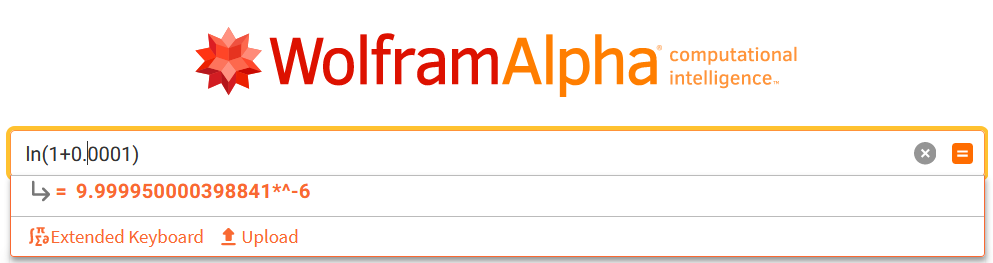 WolframAlpha® computational
intelligence™
ln(1+0.0001)
= 9.999950000398841*^-6
Extended Keyboard Upload